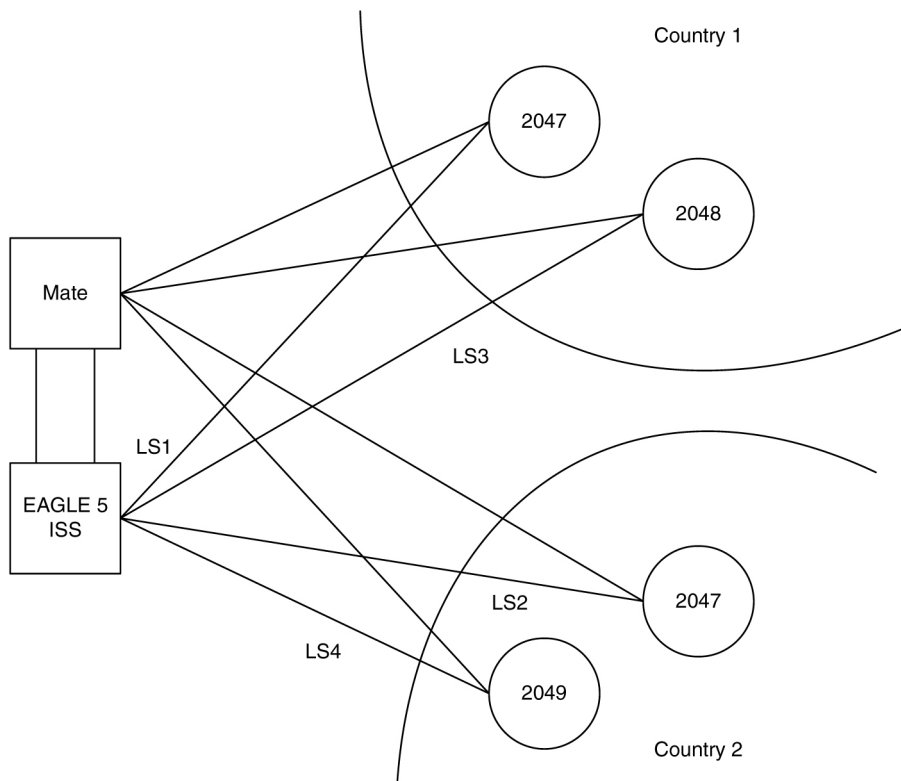 Country 1
2047
2048
Mate
LS3
LS1
EAGLE 5
ISS
LS2
2047
LS4
2049
Country 2